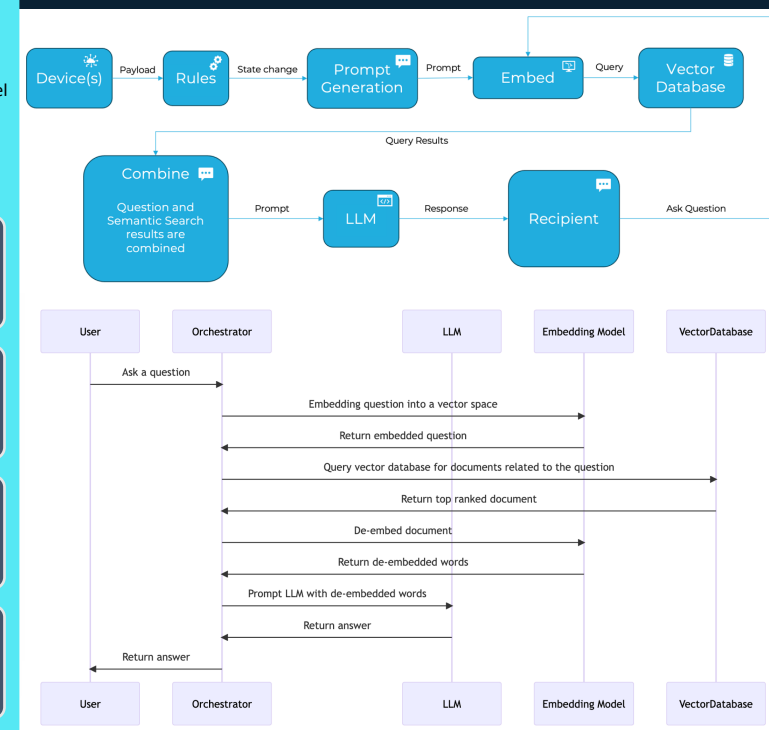 el
Device(s)
Payload
Rules
State change
Prompt
Generation
Prompt
Embed
Query
Vector
Database
Query Results
Combine
Question and
Semantic Search
results are
combined
Prompt
LLM
Response
Recipient
Ask Question
User
Orchestrator
LLM
Embedding Model
VectorDatabase
Ask a question
Embedding question into a vector space
Return embedded question
Query vector database for documents related to the question
Return top ranked document
De-embed document
Return de-embedded words
Prompt LLM with de-embedded words
Return answer
Return answer
User
Orchestrator
LLM
Embedding Model
VectorDatabase